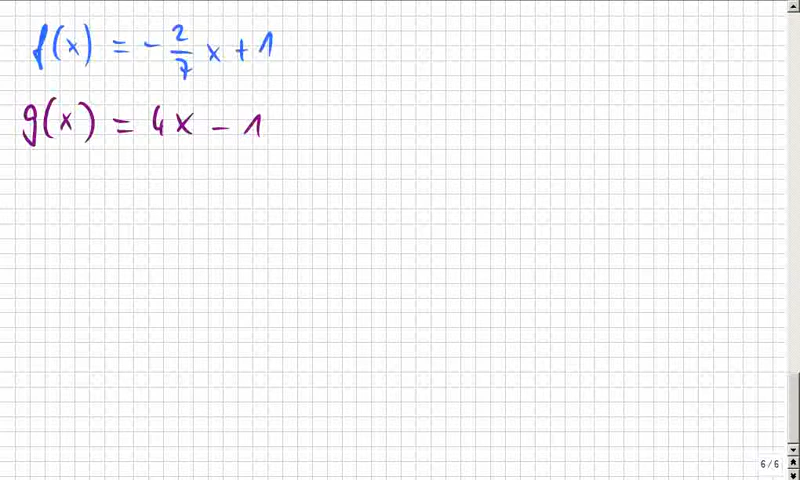 f(x) = -2/7 x + 1
g(x) = 4x - 1
6/6